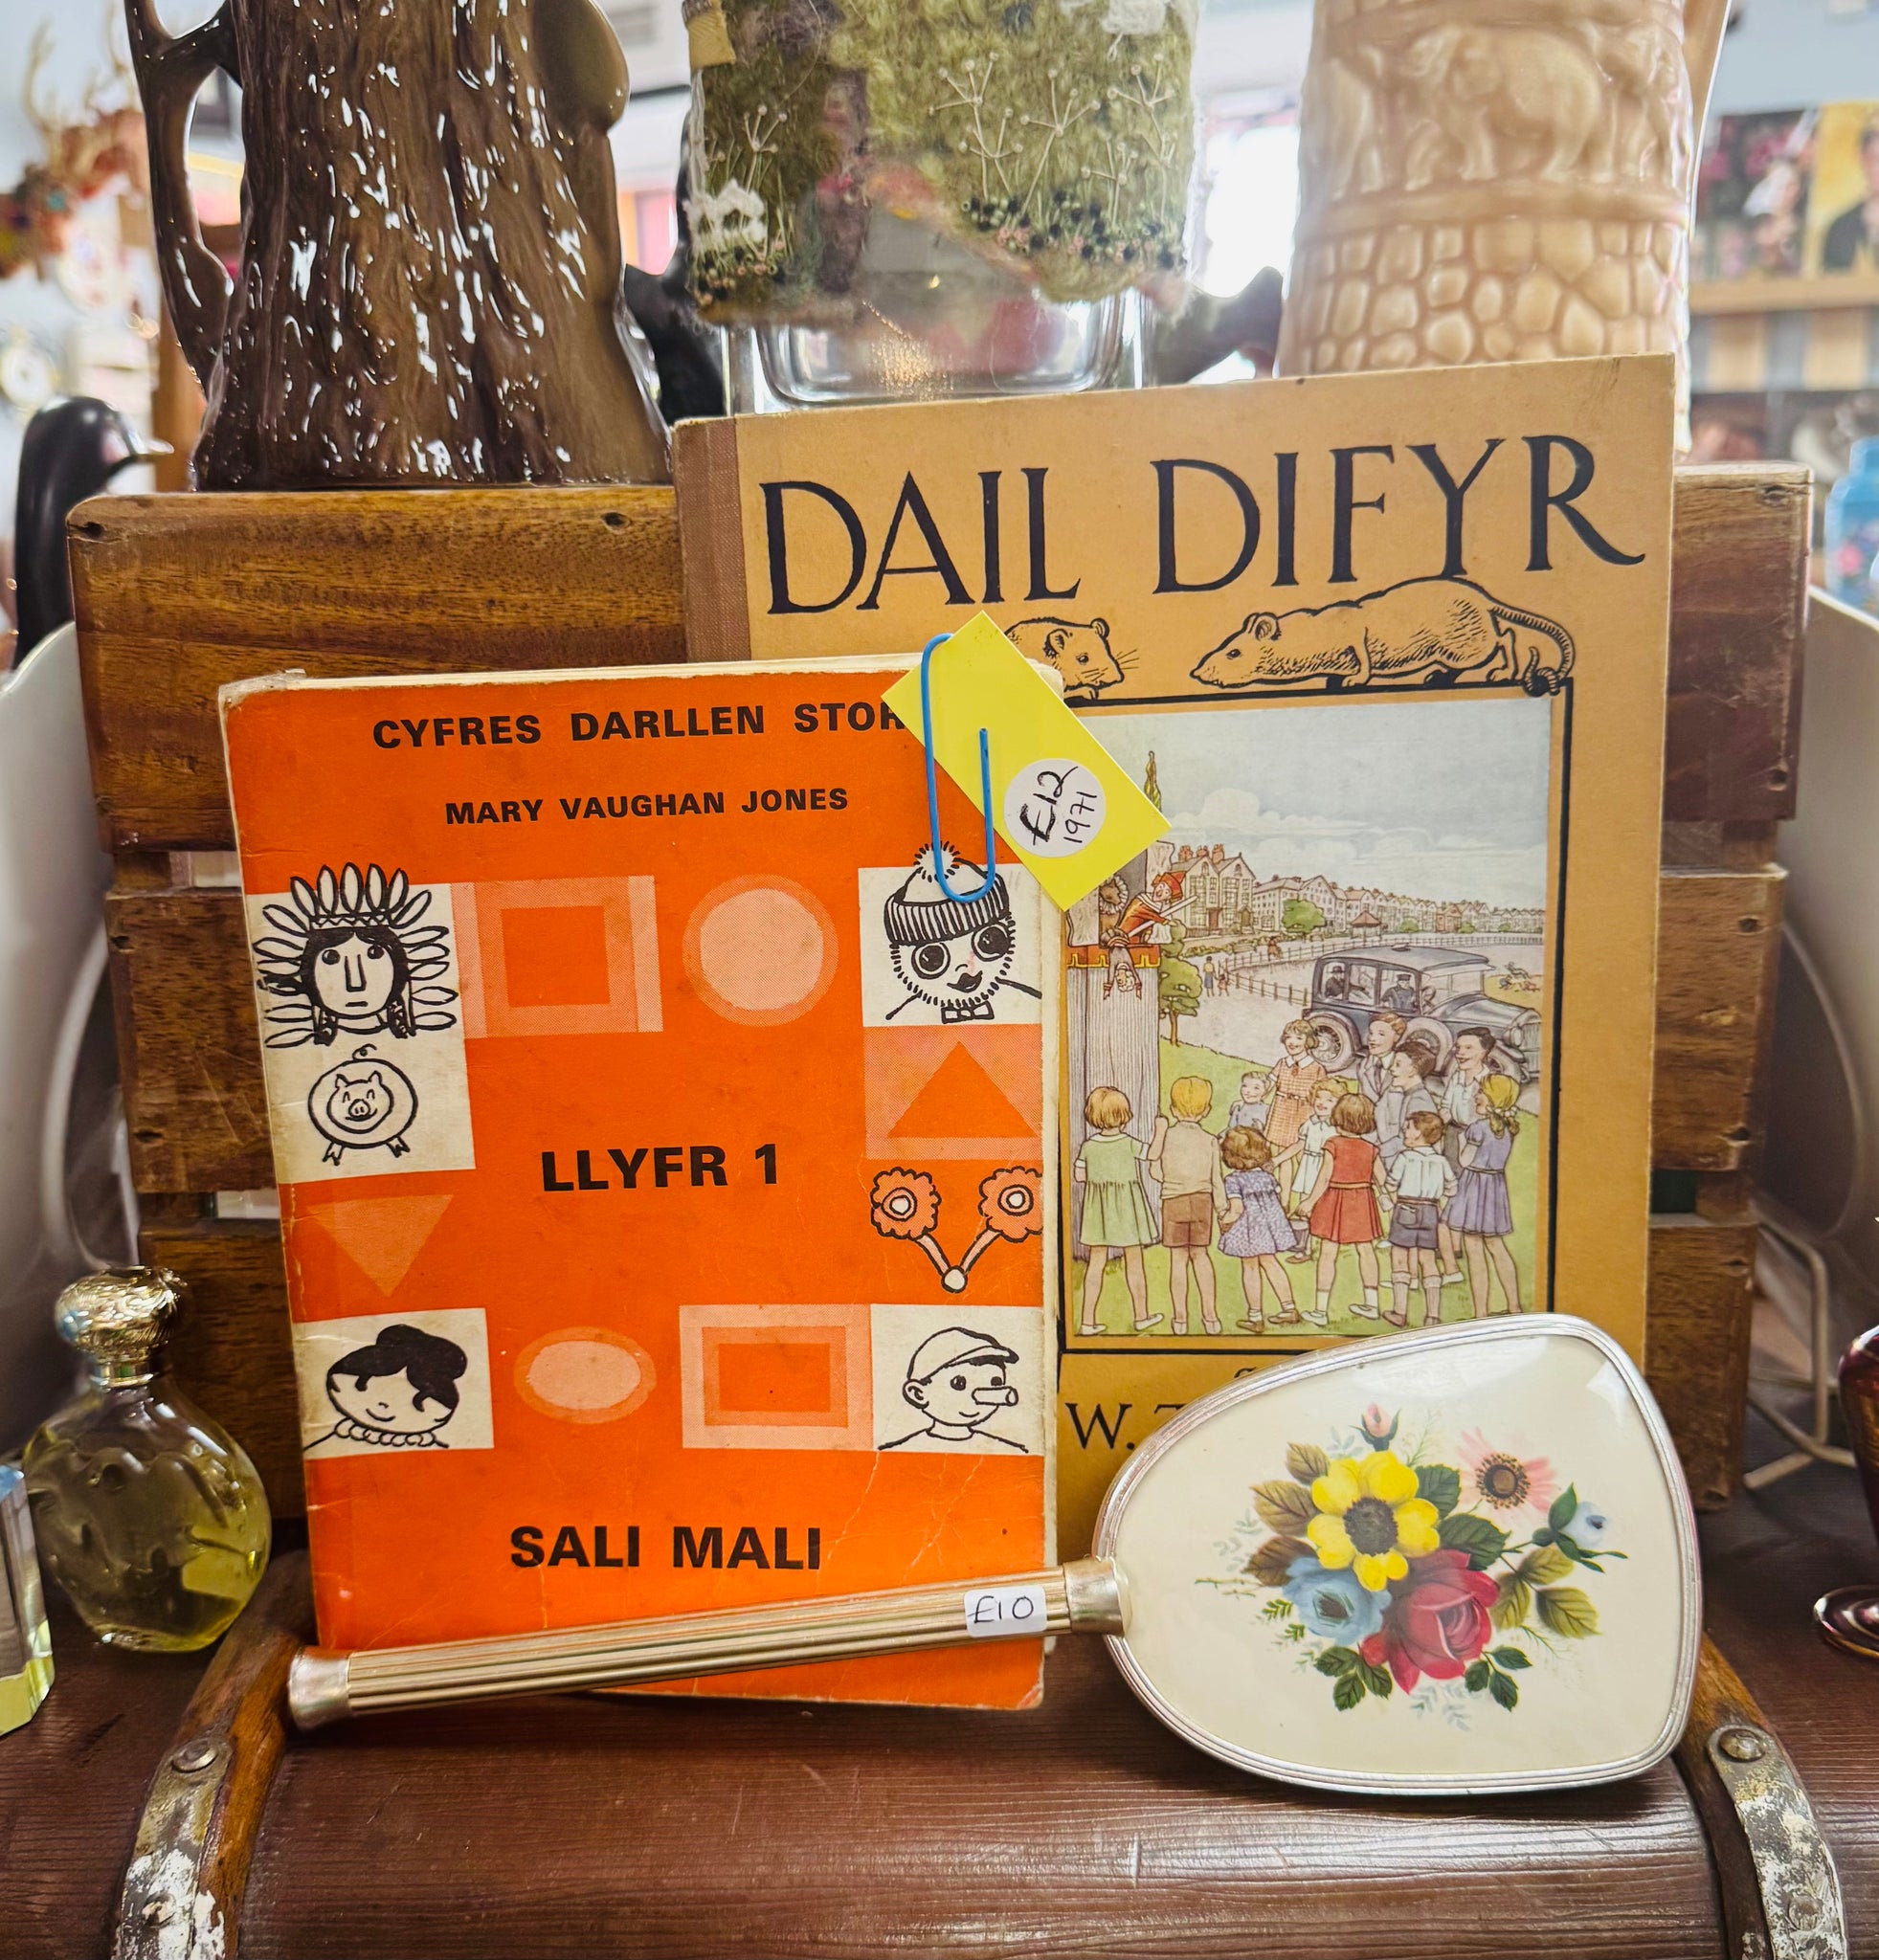 DAIL DIFYR
CYFRES DARLLEN STOR
MARY VAUGHAN JONES
£12
1971
LLYFR 1
SALI MALI
W.
£10